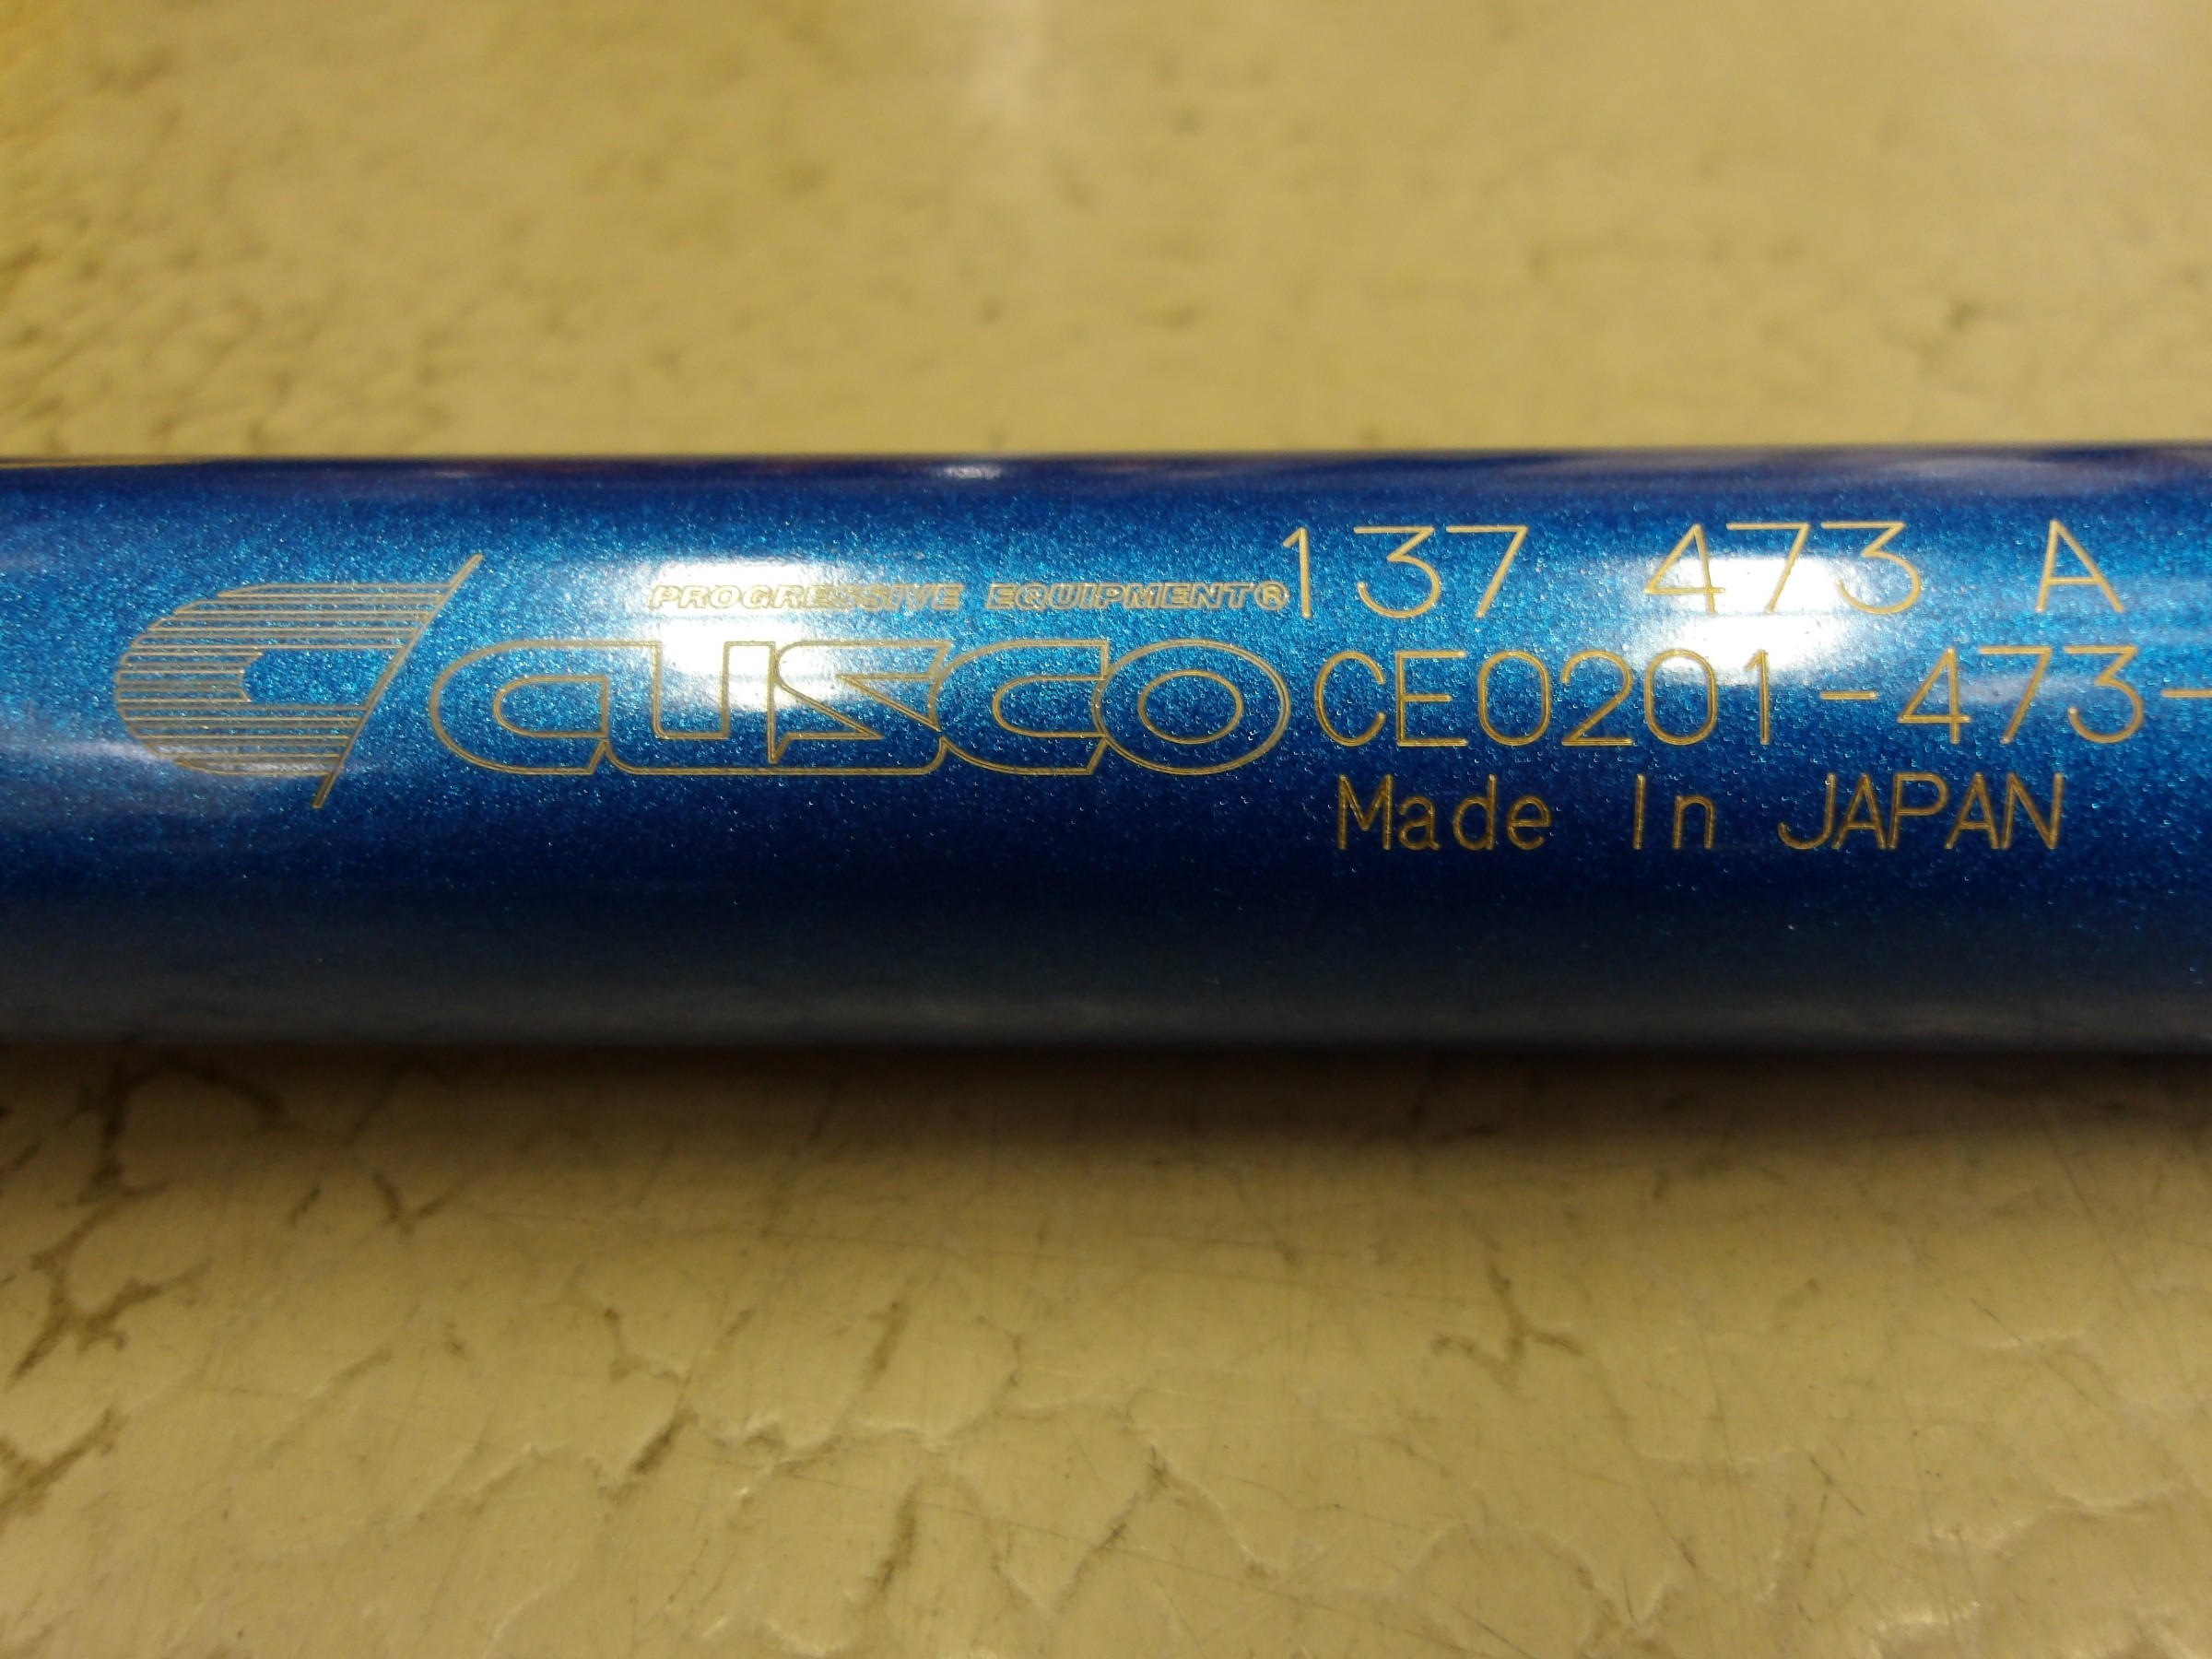 PROGRESSIVE EQUIPMENT®
CUSCO
137 473 A
CE0201-473-
Made In JAPAN